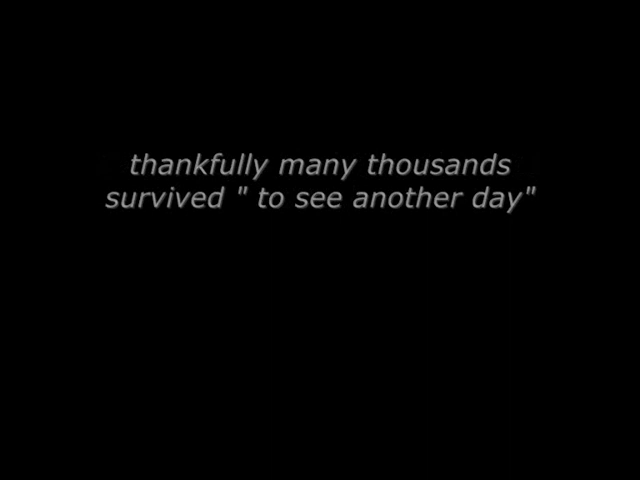 thankfully many thousands
survived " to see another day"